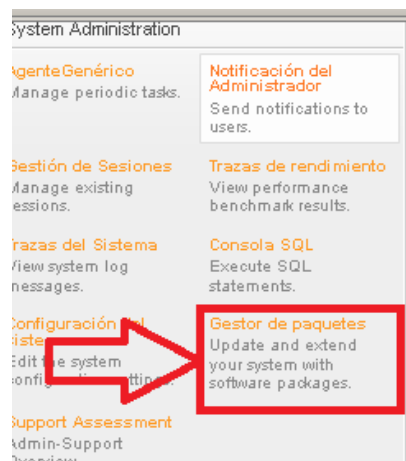 System Administration
AgenteGenérico
Manage periodic tasks.
Notificación del
Administrador
Send notifications to
users.
Gestión de Sesiones
Manage existing
sessions.
Trazas de rendimiento
View performance
benchmark results.
Trazas del Sistema
View system log
messages.
Consola SQL
Execute SQL
statements.
Configuración del
sistema
Edit the system
Gestor de paquetes
Update and extend
your system with
software packages.
Support Assessment
Admin-Support
Overview